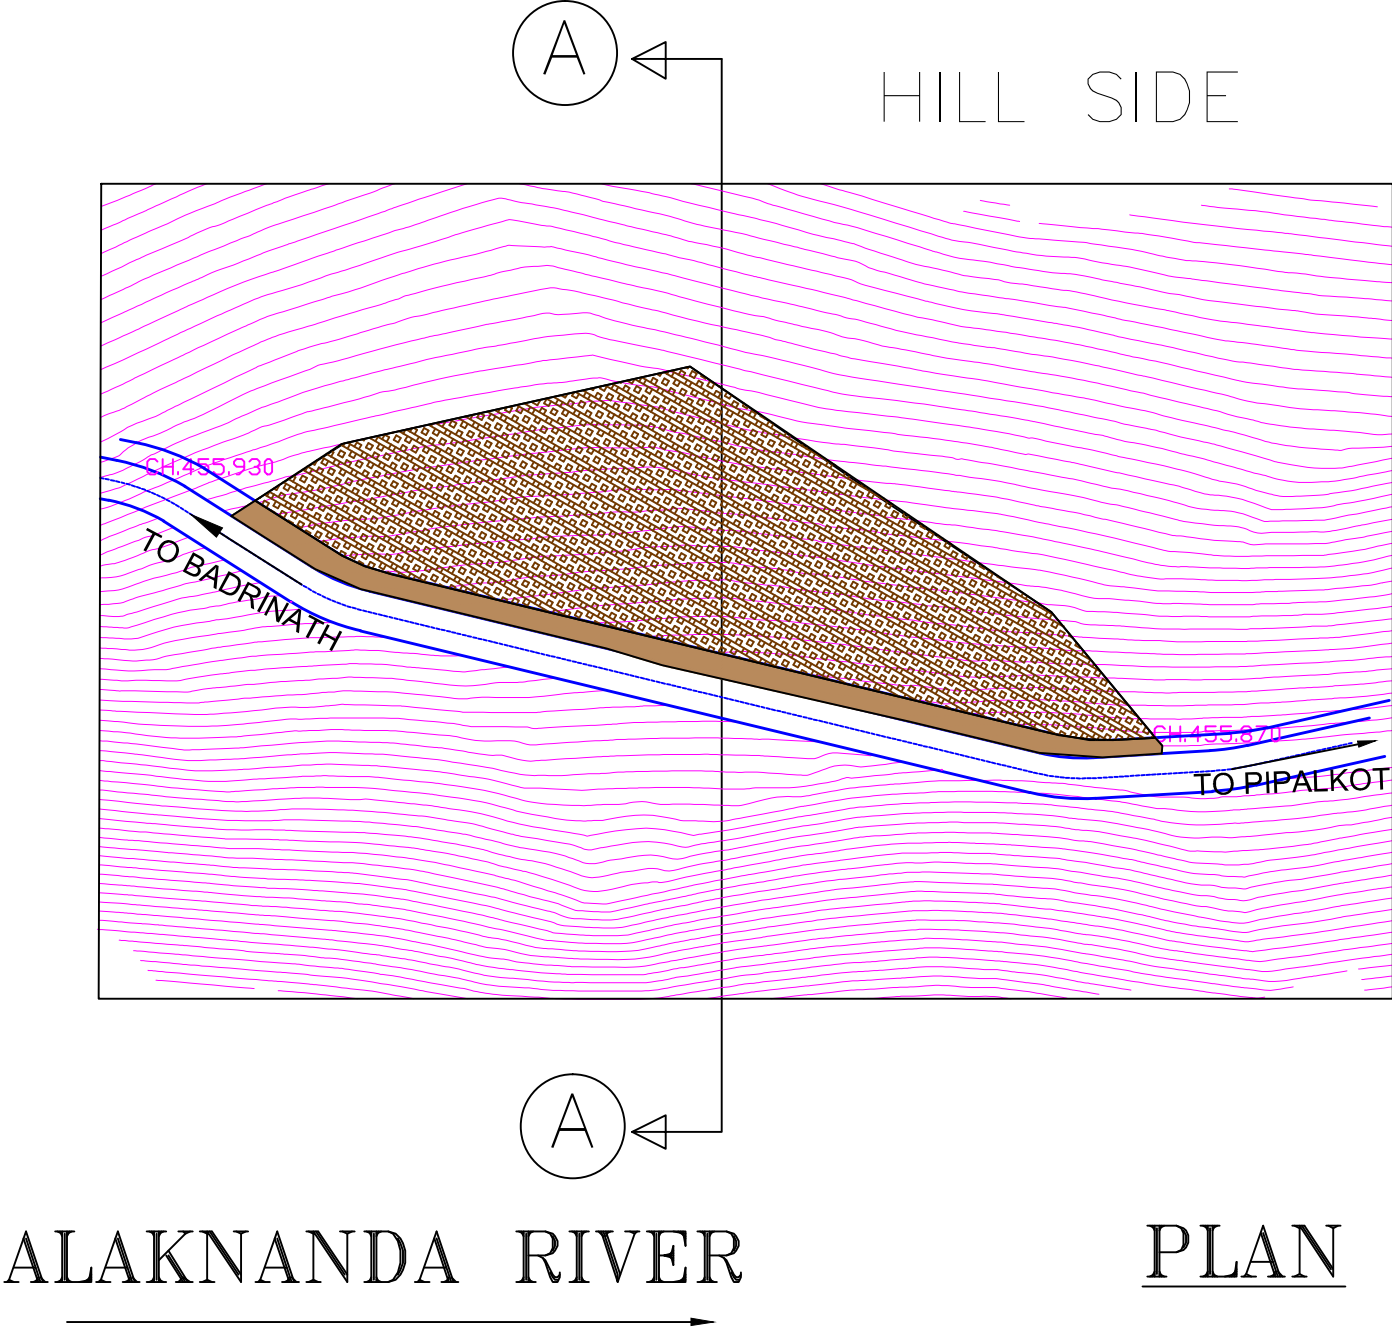 A
HILL SIDE
CH.455.930
TO BADRINATH
CH.455.870
TO PIPALKOT
A
ALAKNANDA RIVER
PLAN